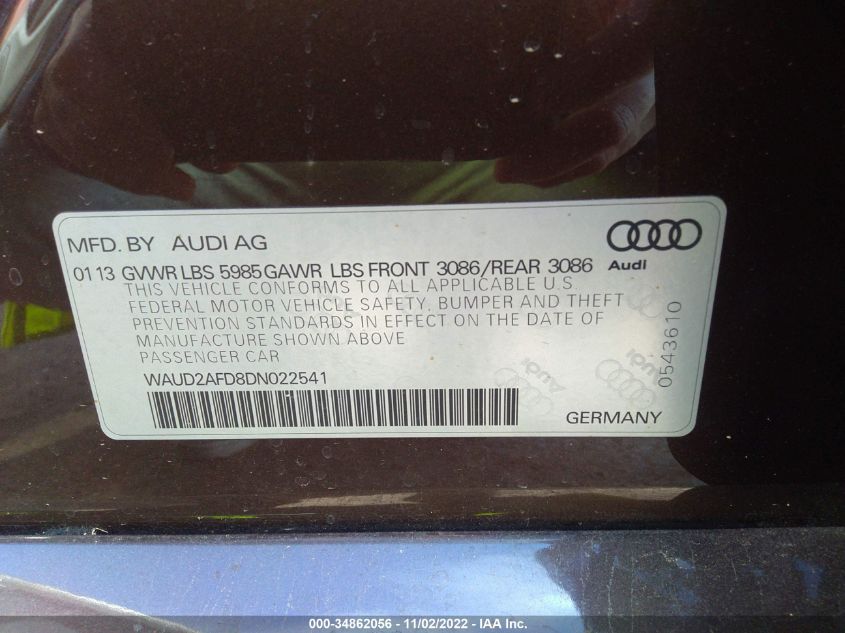 MFD. BY AUDI AG
Audi
01 13 GVWR LBS 5985 GAWR LBS FRONT 3086/REAR 3086
THIS VEHICLE CONFORMS TO ALL APPLICABLE U.S
FEDERAL MOTOR VEHICLE SAFETY, BUMPER AND THEFT
PREVENTION STANDARDS IN EFFECT ON THE DATE OF
MANUFACTURE SHOWN ABOVE
PASSENGER CAR
WAUD2AFD8DN022541
GERMANY
0543610
Audi
Audi
000-34862056 - 11/02/2022 - IAA Inc.